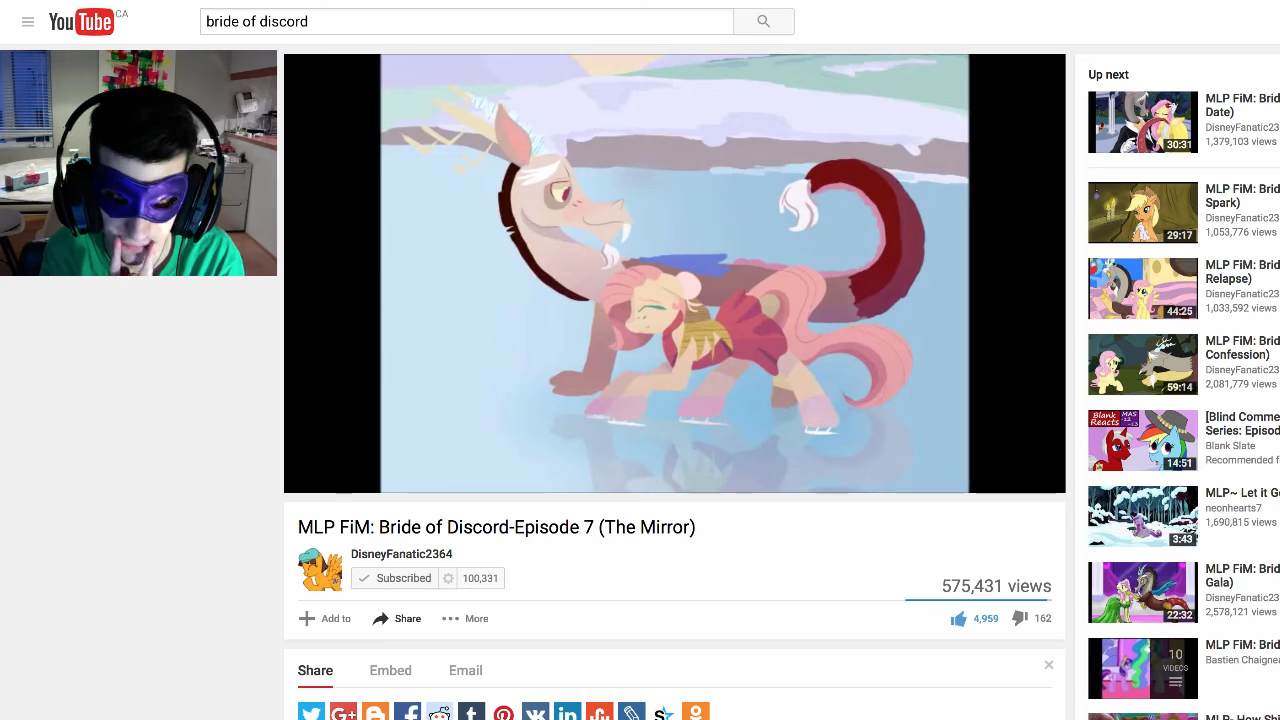 YouTube CA
bride of discord
Up next
MLP FiM: Brid
Date)
DisneyFanatic23
1,379,103 views
30:31
MLP FiM: Brid
Spark)
DisneyFanatic23
1,053,776 views
29:17
MLP FiM: Brid
Relapse)
DisneyFanatic23
1,033,592 views
44:25
MLP FiM: Brid
Confession)
DisneyFanatic23
2,081,779 views
59:14
[Blind Comme
Series: Episod
Blank Slate
Recommended f
Blank
Reacts
MAS
12
-13
14:51
MLP~ Let it Go
neonhearts7
1,690,815 views
3:43
MLP FiM: Brid
Gala)
DisneyFanatic23
2,578,121 views
22:32
MLP FiM: Brid
Bastien Chaigne
10
VIDEOS
MLP FiM: Bride of Discord-Episode 7 (The Mirror)
DisneyFanatic2364
Subscribed 100,331
575,431 views
Add to Share More
4,959 162
Share Embed Email